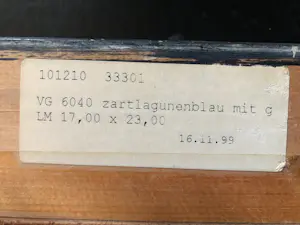 101210 33301
VG 6040 zartlagunenblau mit g
LM 17,00 x 23,00
16.11.99